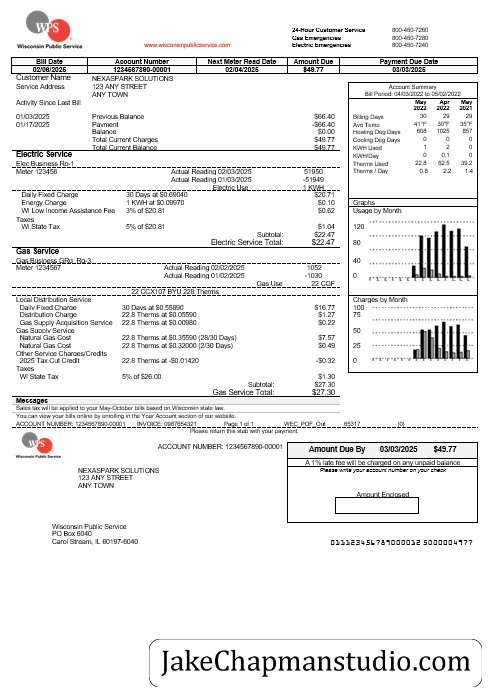 WPS
Wisconsin Public Service
www.wisconsinpublicservice.com
24-Hour Customer Service 800-450-7260
Gas Emergencies 800-450-7280
Electric Emergencies 800-450-7240
Bill Date Account Number Next Meter Read Date Amount Due Payment Due Date
02/06/2025 1234567890-00001 02/04/2025 $49.77 03/03/2025
Customer Name NEXASPARK SOLUTIONS
Service Address 123 ANY STREET
ANY TOWN
Activity Since Last Bill
01/03/2025 Previous Balance $66.40
01/17/2025 Payment -$66.40
Balance $0.00
Total Current Charges $49.77
Total Current Balance $49.77
Electric Service
Elec Business Ro-1
Meter 123456 Actual Reading 02/03/2025 51950
Actual Reading 01/03/2025 -51949
Electric Use 1 KWH
Daily Fixed Charge 30 Days at $0.69040 $20.71
Energy Charge 1 KWH at $0.09970 $0.10
WI Low Income Assistance Fee 3% of $20.81 $0.62
Taxes
WI State Tax 5% of $20.81 $1.04
Subtotal: $22.47
Electric Service Total: $22.47
Gas Service
Gas Business GRg, Rg-3
Meter 1234567 Actual Reading 02/02/2025 1052
Actual Reading 01/02/2025 -1030
Gas Use 22 CGF
22 CCX107 BYU 228 Therms
Local Distribution Service
Daily Fixed Charge 30 Days at $0.55890 $16.77
Distribution Charge 22.8 Therms at $0.05590 $1.27
Gas Supply Acquisition Service 22.8 Therms at $0.00980 $0.22
Gas Supply Service
Natural Gas Cost 22.8 Therms at $0.35590 (28/30 Days) $7.57
Natural Gas Cost 22.8 Therms at $0.32000 (2/30 Days) $0.49
Other Service Charges/Credits
2025 Tax Cut Credit 22.8 Therms at -$0.01420 -$0.32
Taxes
WI State Tax 5% of $26.00 $1.30
Subtotal: $27.30
Gas Service Total: $27.30
Account Summary
Bill Period: 04/03/2022 to 05/02/2022
May 2022 Apr 2022 May 2021
Billing Days 30 29 29
Avg Temp 41°F 30°F 35°F
Heating Deg Days 608 1025 857
Cooling Deg Days 0 0 0
KWH Used 1 2 0
KWH/Day 0 0.1 0
Therms Used 22.8 62.5 39.2
Therms / Day 0.8 2.2 1.4
Graphs
Usage by Month
120
80
40
0
Charges by Month
100
75
50
25
0
Messages
Sales tax will be applied to your May-October bills based on Wisconsin state law.
You can view your bills online by enrolling in the Your Account section of our website.
ACCOUNT NUMBER: 1234567890-00001 INVOICE: 0987654321 Page 1 of 1 WEC_PDF_Out 65317 (0)
Please return this stub with your payment.
WPS
Wisconsin Public Service
ACCOUNT NUMBER: 1234567890-00001
Amount Due By 03/03/2025 $49.77
A 1% late fee will be charged on any unpaid balance
Please write your account number on your check
Amount Enclosed
NEXASPARK SOLUTIONS
123 ANY STREET
ANY TOWN
Wisconsin Public Service
PO Box 6040
Carol Stream, IL 60197-6040
011123456789000012 5000004977
JakeChapmanstudio.com